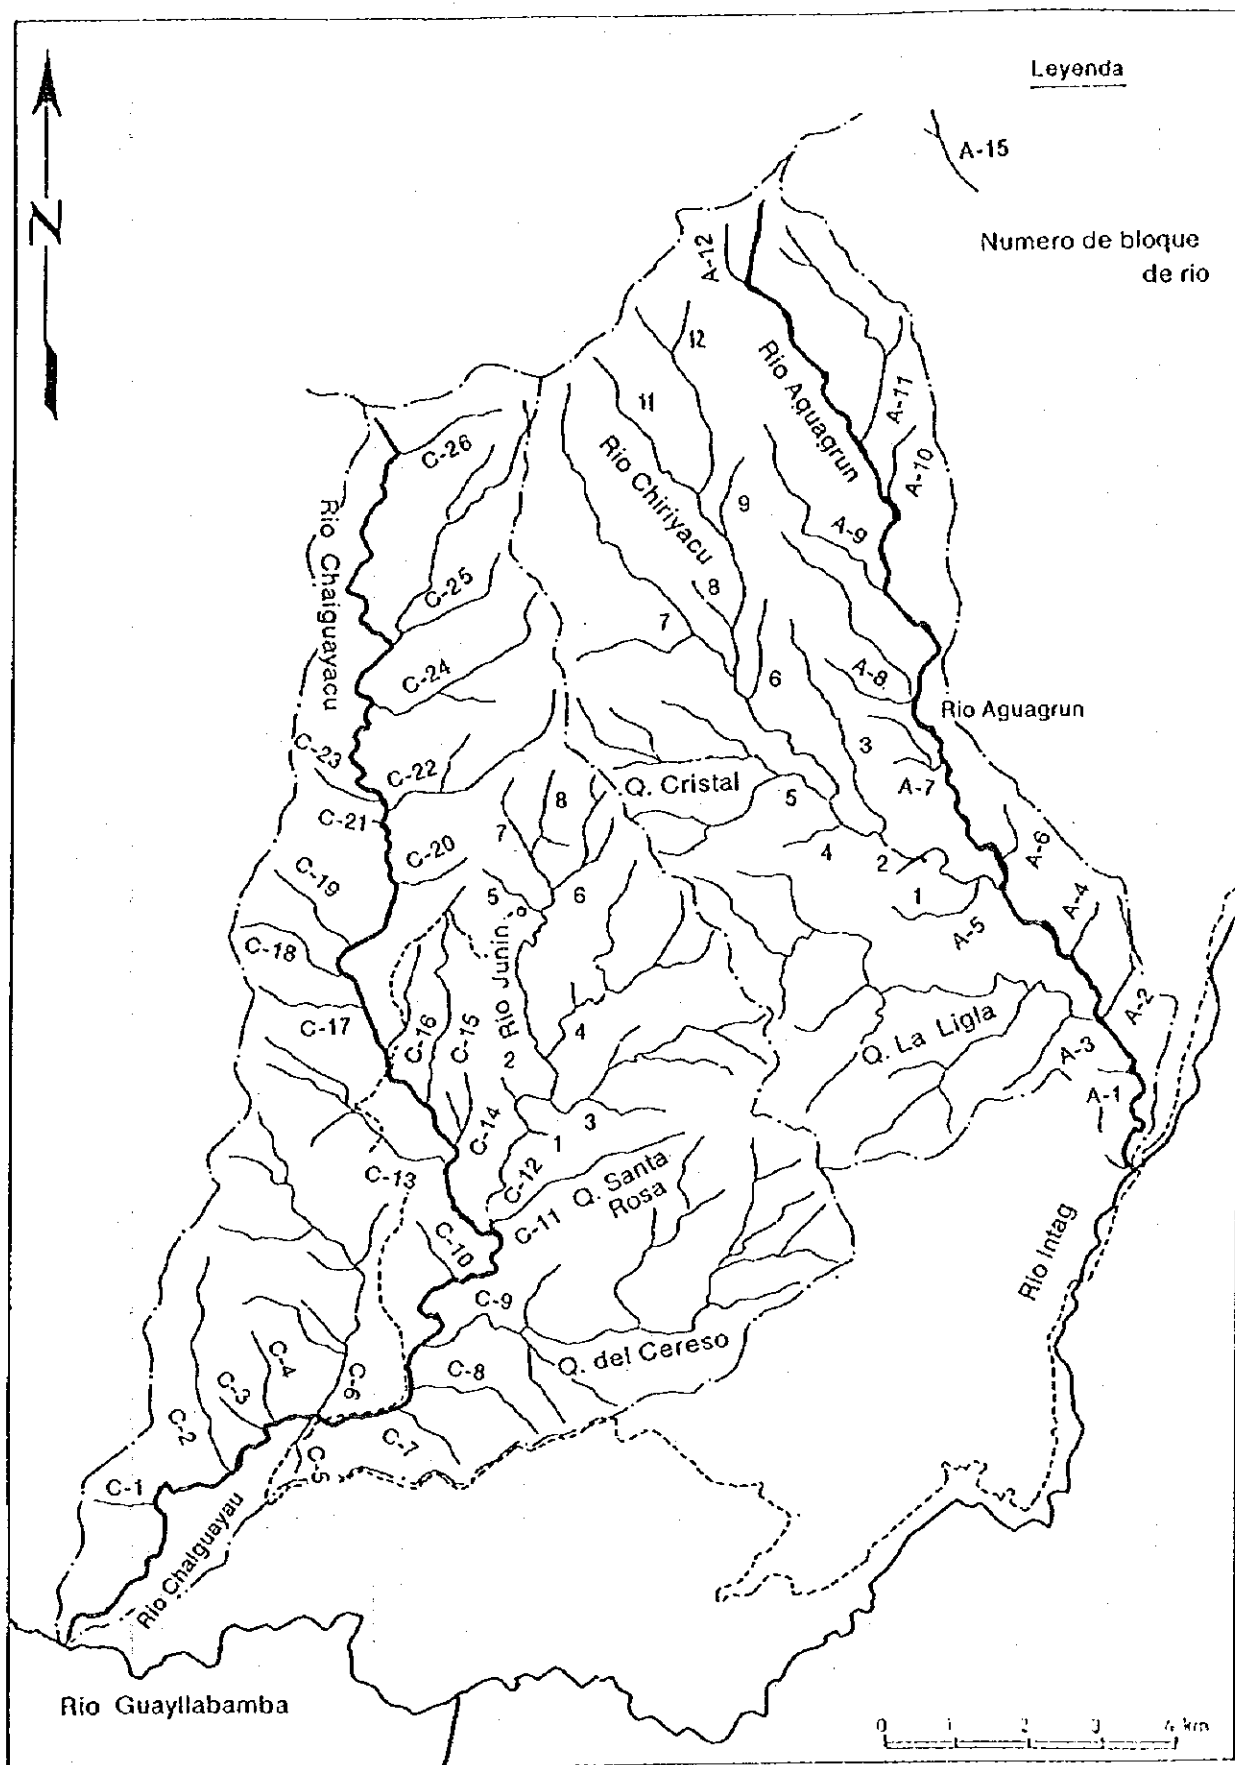 Leyenda
A-15
Numero de bloque
de rio
N
A-12
12
Rio Aguagrun
11
A-11
A-10
C-26
Rio Chiriyacu
9
A-9
Rio Chaiguayacu
C-25
8
7
C-24
6
A-8
Rio Aguagrun
3
C-23
C-22
A-7
Q. Cristal
8
5
C-21
7
C-20
4
2
A-6
C-19
5
6
1
A-4
A-5
Rio Junin
C-18
C-16
C-15
A-2
C-17
4
Q. La Ligla
2
A-3
A-1
C-14
3
1
C-12
C-13
Q. Santa
Rosa
C-11
C-10
Rio Intag
C-9
C-8
Q. del Cereso
C-6
C-4
C-3
C-2
C-7
C-5
C-1
Rio Chalguayau
Rio Guayllabamba
0 1 2 3 4 km